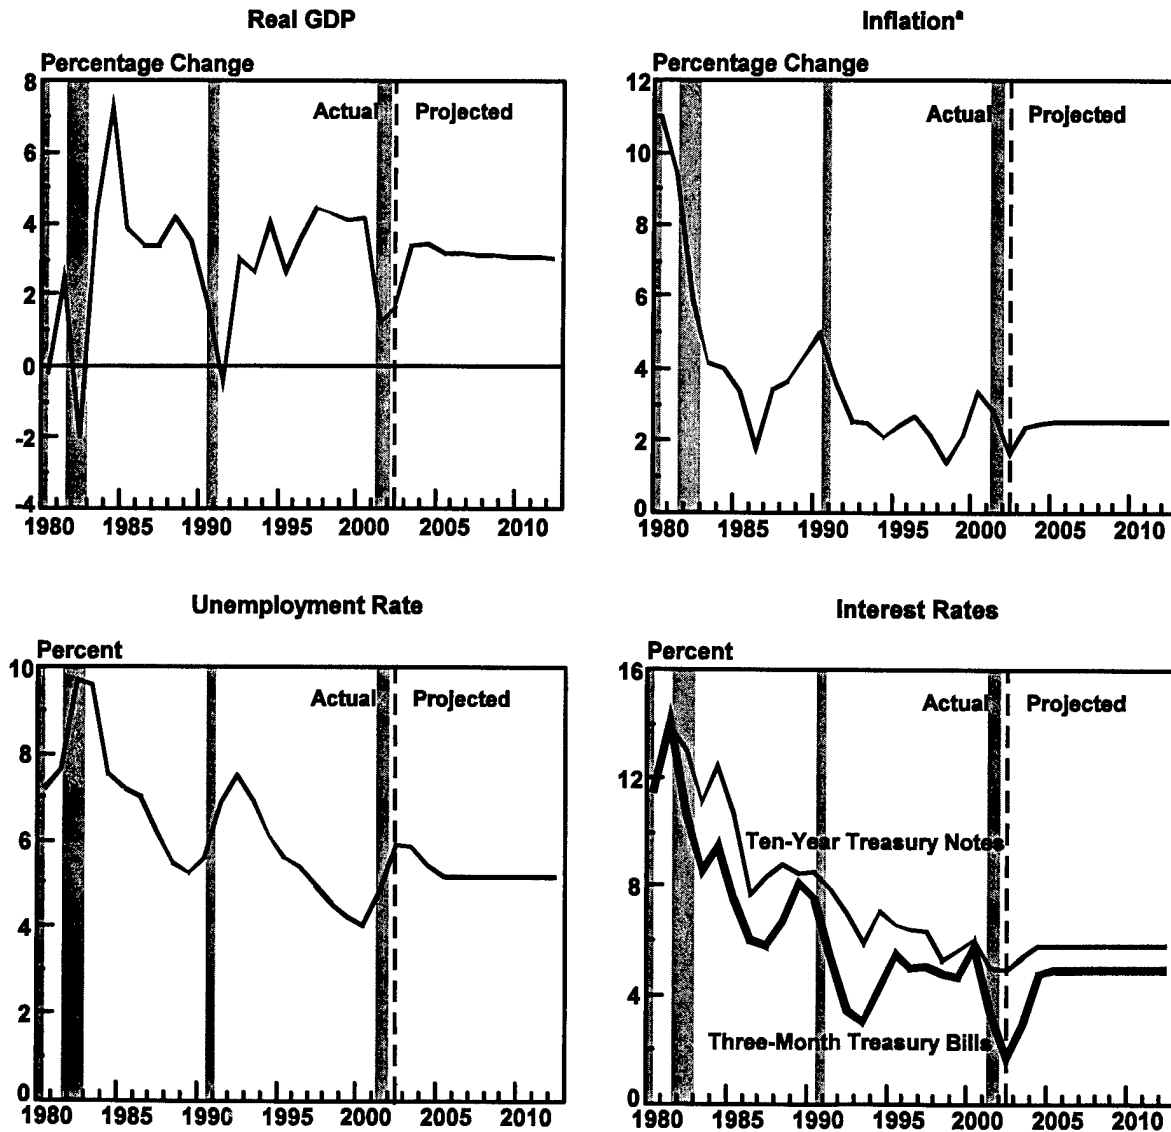 Real GDP
Percentage Change
8
6
4
2
0
-2
-4
Actual Projected
1980 1985 1990 1995 2000 2005 2010
Inflationª
Percentage Change
12
10
8
6
4
2
0
Actual Projected
1980 1985 1990 1995 2000 2005 2010
Unemployment Rate
Percent
10
8
6
4
2
0
Actual Projected
1980 1985 1990 1995 2000 2005 2010
Interest Rates
Percent
16
12
8
4
0
Actual Projected
Ten-Year Treasury Notes
Three-Month Treasury Bills
1980 1985 1990 1995 2000 2005 2010